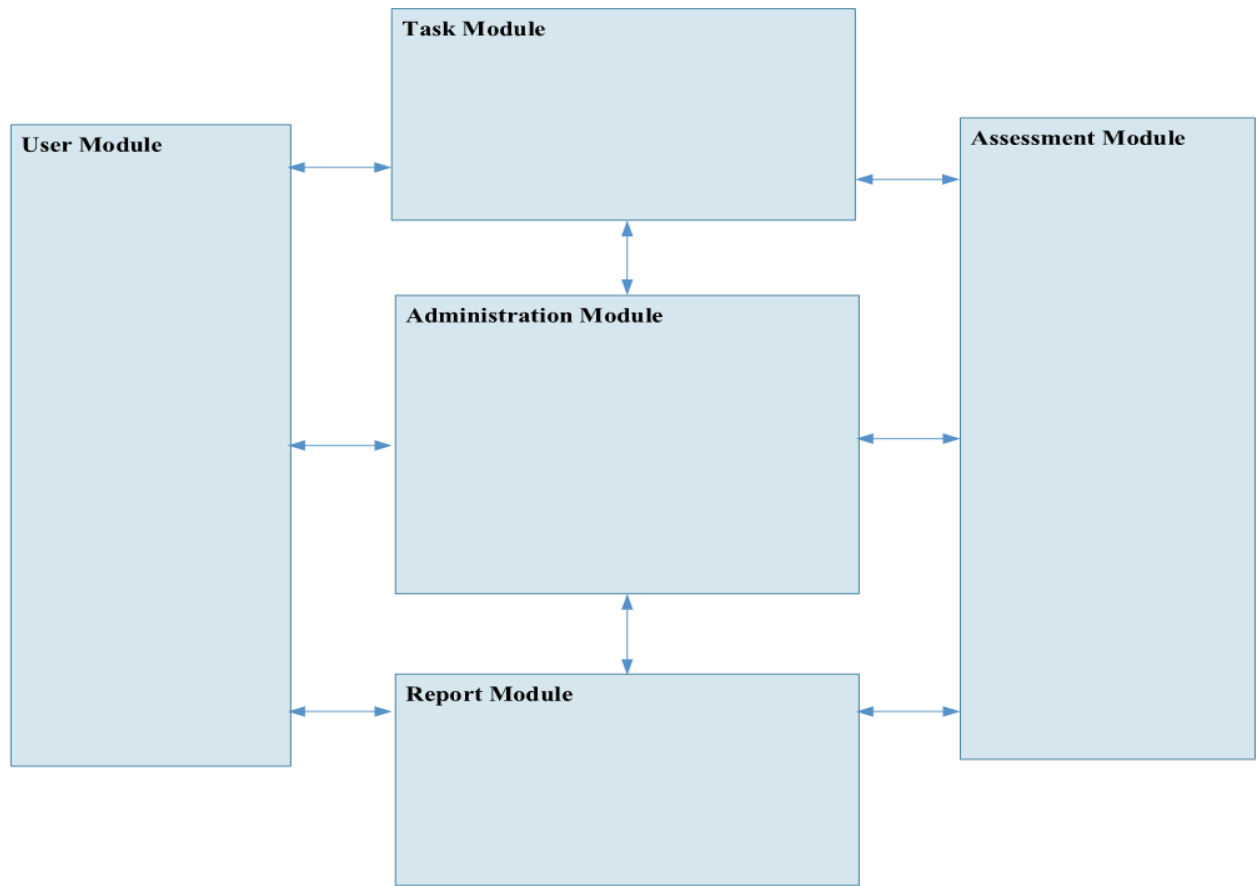 Task Module
User Module
Assessment Module
Administration Module
Report Module